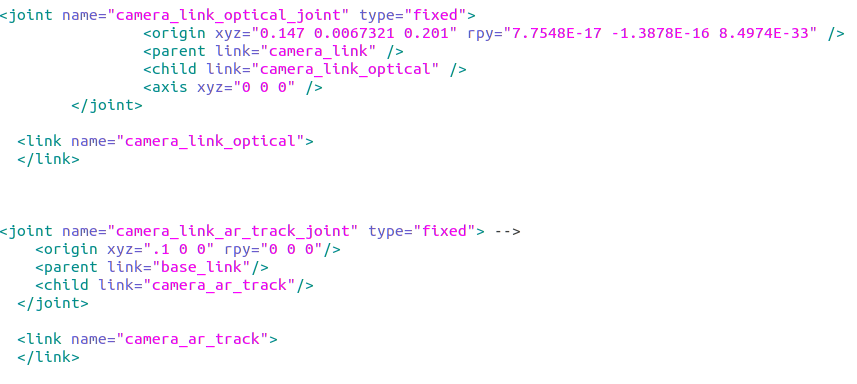 <joint name="camera_link_optical_joint" type="fixed">
<origin xyz="0.147 0.0067321 0.201" rpy="7.7548E-17 -1.3878E-16 8.4974E-33" />
<parent link="camera_link" />
<child link="camera_link_optical" />
<axis xyz="0 0 0" />
</joint>
<link name="camera_link_optical">
</link>
<joint name="camera_link_ar_track_joint" type="fixed"> -->
<origin xyz=".1 0 0" rpy="0 0 0"/>
<parent link="base_link"/>
<child link="camera_ar_track"/>
</joint>
<link name="camera_ar_track">
</link>